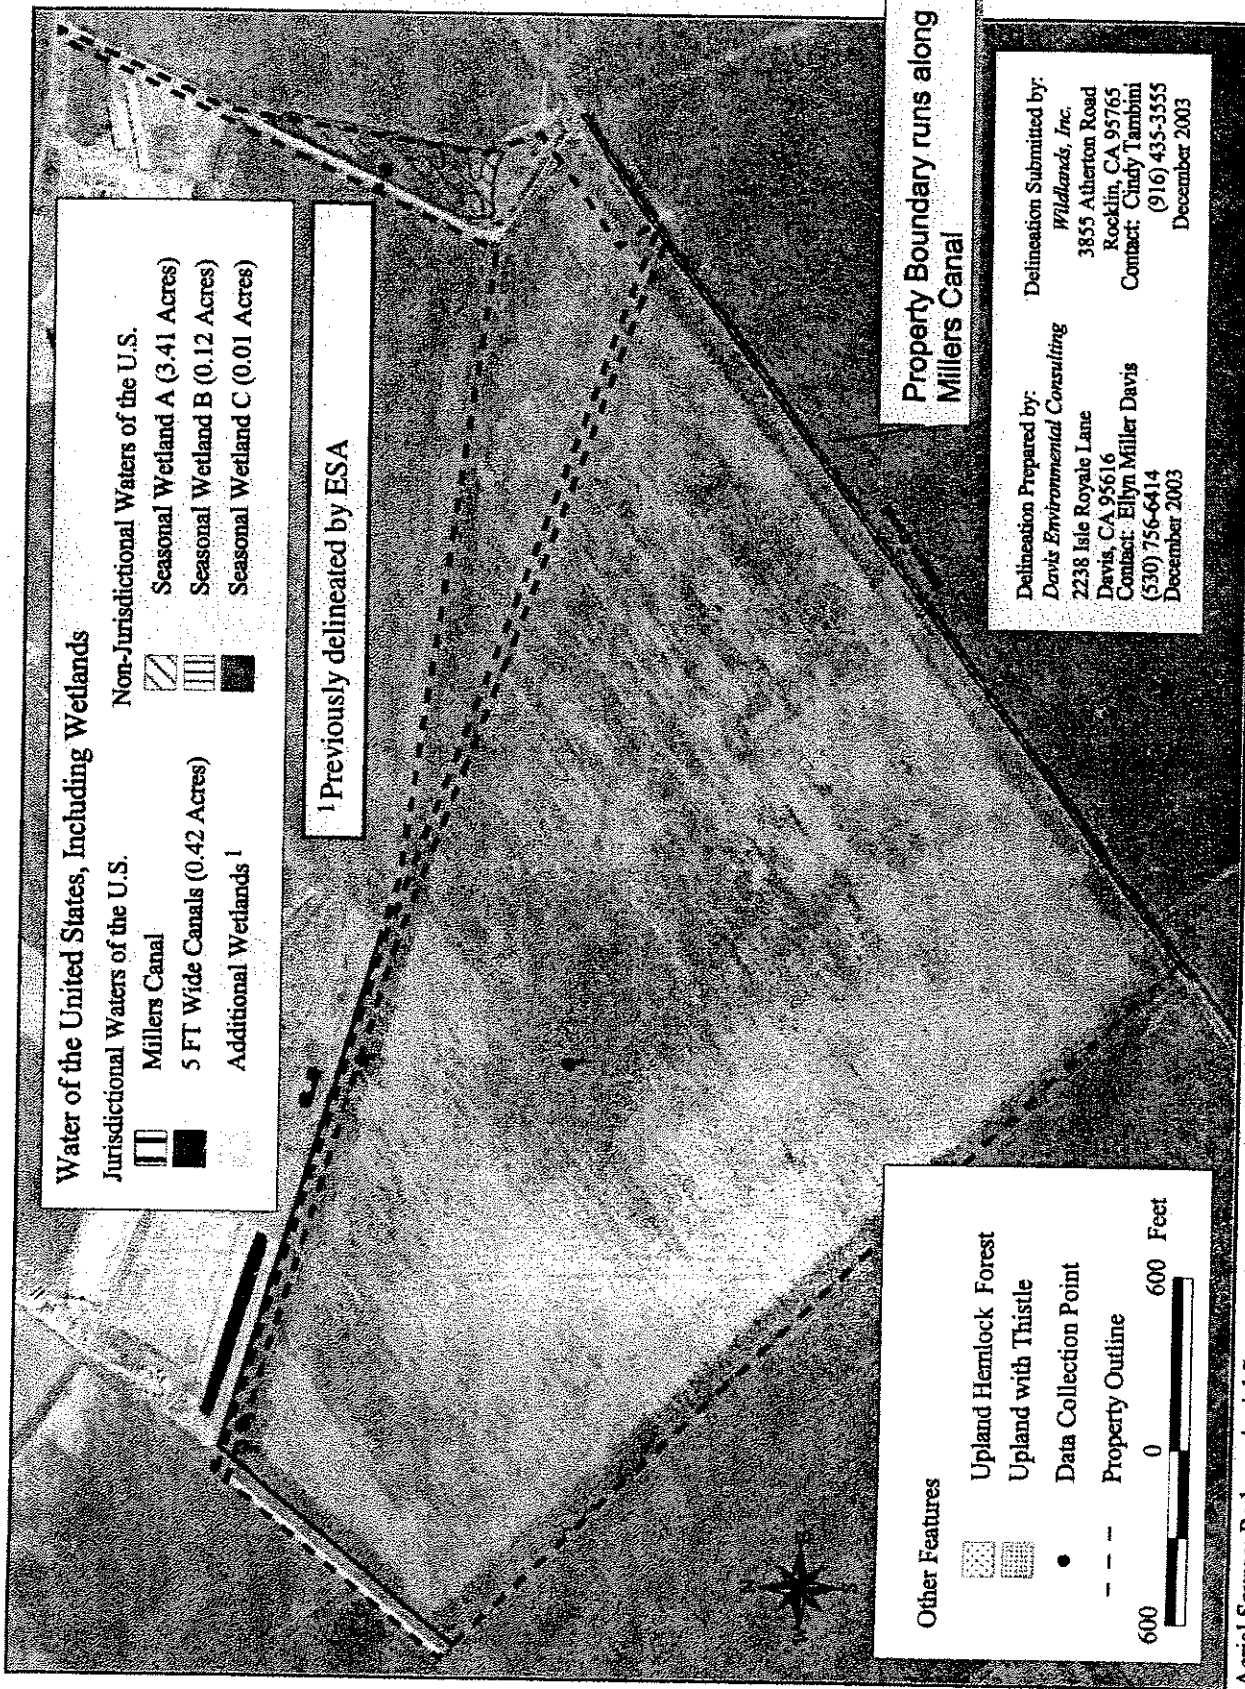 Water of the United States, Including Wetlands
Jurisdictional Waters of the U.S.
Millers Canal
5 FT Wide Canals (0.42 Acres)
Additional Wetlands 1
Non-Jurisdictional Waters of the U.S.
Seasonal Wetland A (3.41 Acres)
Seasonal Wetland B (0.12 Acres)
Seasonal Wetland C (0.01 Acres)
1 Previously delineated by ESA
Property Boundary runs along
Millers Canal
Other Features
Upland Hemlock Forest
Upland with Thistle
Data Collection Point
Property Outline
600 0 600 Feet
Delineation Prepared by:
Davis Environmental Consulting
2238 Isle Royale Lane
Davis, CA 95616
Contact: Ellyn Miller Davis
(530) 756-6414
December 2003
Delineation Submitted by:
Wildlands, Inc.
3855 Atherton Road
Rocklin, CA 95765
Contact: Cindy Tambini
(916) 435-3555
December 2003
Aerial Source: